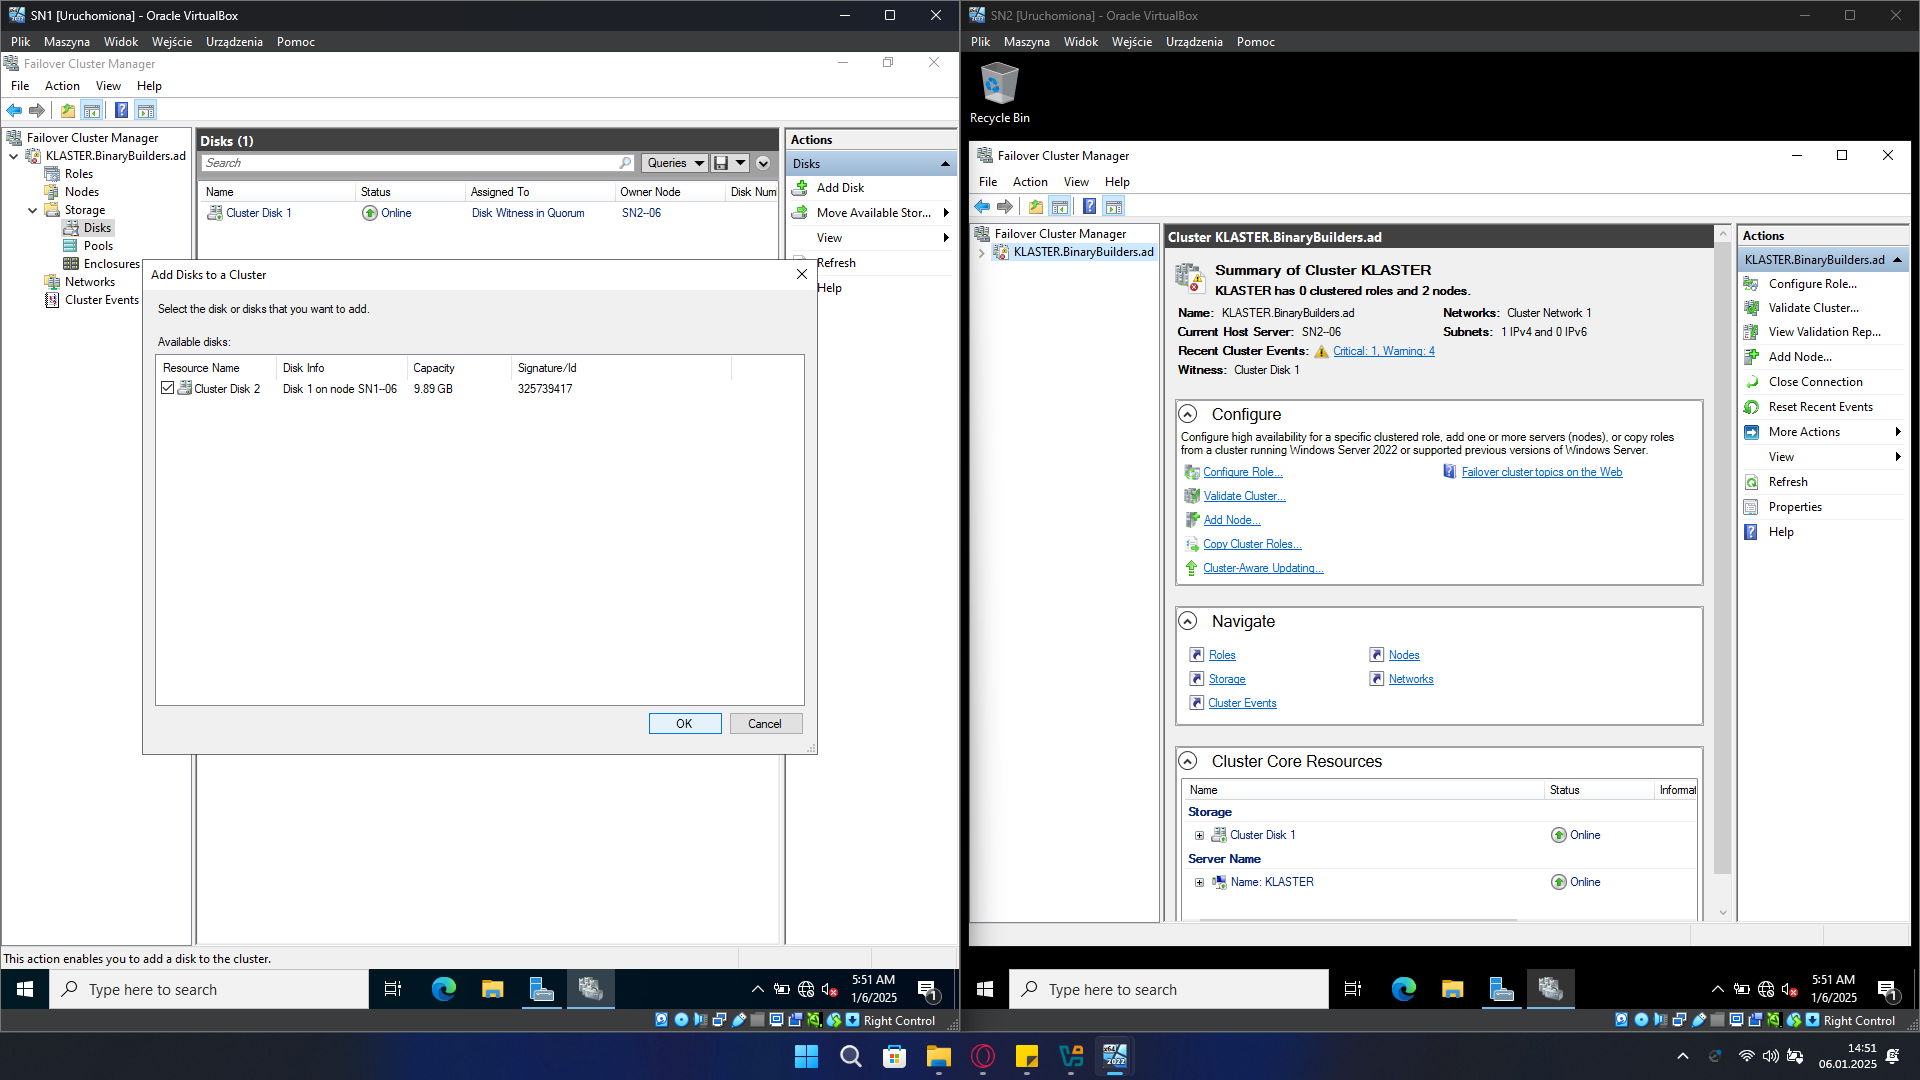 SN1 [Uruchomiona] - Oracle VirtualBox
Plik Maszyna Widok Wejście Urządzenia Pomoc
Failover Cluster Manager
File Action View Help
Failover Cluster Manager
KLASTER.BinaryBuilders.ad
Roles
Nodes
Storage
Disks
Pools
Enclosures
Networks
Cluster Events
Disks (1)
Search
Queries
Name Status Assigned To Owner Node Disk Num
Cluster Disk 1 Online Disk Witness in Quorum SN2--06
Actions
Disks
Add Disk
Move Available Stor...
View
Refresh
Help
Add Disks to a Cluster
Select the disk or disks that you want to add.
Available disks:
Resource Name Disk Info Capacity Signature/Id
Cluster Disk 2 Disk 1 on node SN1--06 9.89 GB 325739417
OK Cancel
This action enables you to add a disk to the cluster.
Type here to search
5:51 AM
1/6/2025
1
Right Control
SN2 [Uruchomiona] - Oracle VirtualBox
Plik Maszyna Widok Wejście Urządzenia Pomoc
Recycle Bin
Failover Cluster Manager
File Action View Help
Failover Cluster Manager
KLASTER.BinaryBuilders.ad
Cluster KLASTER.BinaryBuilders.ad
Summary of Cluster KLASTER
KLASTER has 0 clustered roles and 2 nodes.
Name: KLASTER.BinaryBuilders.ad Networks: Cluster Network 1
Current Host Server: SN2--06 Subnets: 1 IPv4 and 0 IPv6
Recent Cluster Events: Critical: 1, Warning: 4
Witness: Cluster Disk 1
Configure
Configure high availability for a specific clustered role, add one or more servers (nodes), or copy roles
from a cluster running Windows Server 2022 or supported previous versions of Windows Server.
Configure Role... Failover cluster topics on the Web
Validate Cluster...
Add Node...
Copy Cluster Roles...
Cluster-Aware Updating...
Navigate
Roles Nodes
Storage Networks
Cluster Events
Cluster Core Resources
Name Status Informat
Storage
Cluster Disk 1 Online
Server Name
Name: KLASTER Online
Actions
KLASTER.BinaryBuilders.ad
Configure Role...
Validate Cluster...
View Validation Rep...
Add Node...
Close Connection
Reset Recent Events
More Actions
View
Refresh
Properties
Help
Type here to search
5:51 AM
1/6/2025
1
Right Control
14:51
06.01.2025